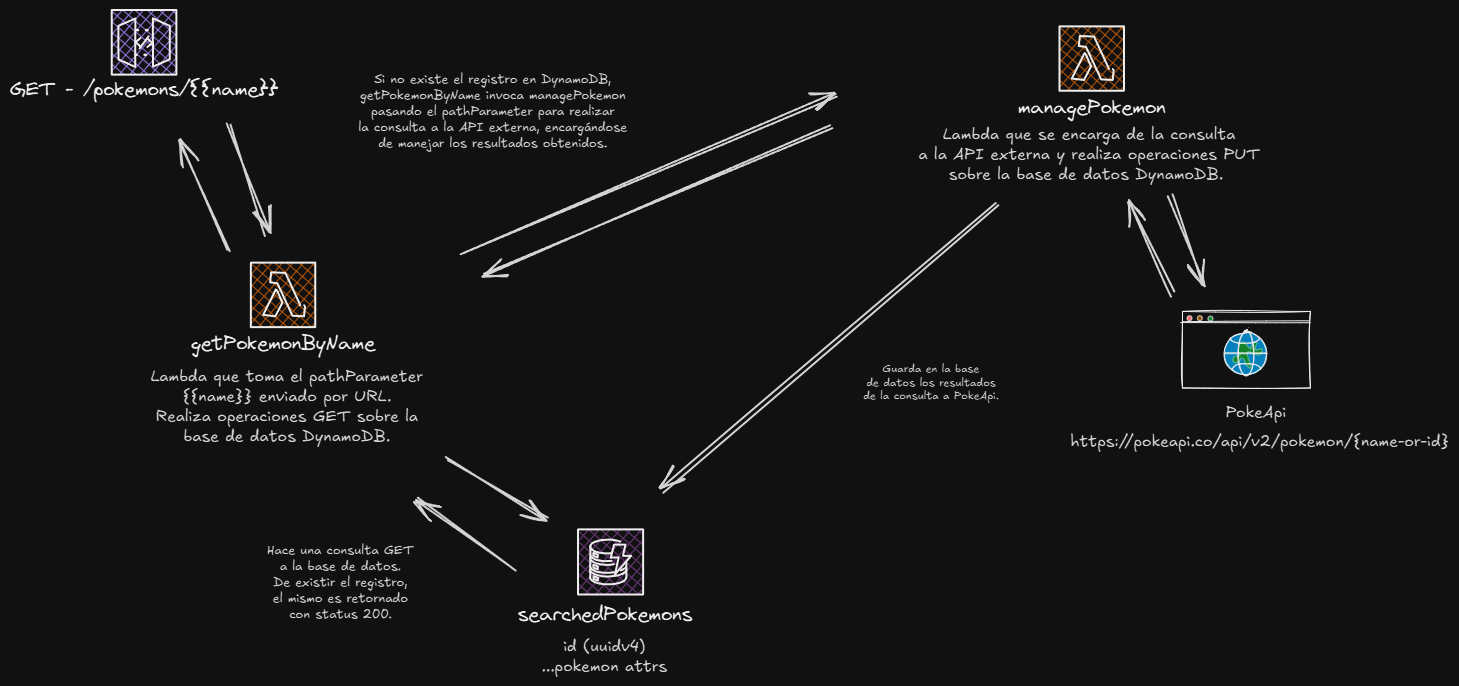 GET - /pokemons/{{name}}
Si no existe el registro en DynamoDB,
getPokemonByName invoca managePokemon
pasando el pathParameter para realizar
la consulta a la API externa, encargándose
de manejar los resultados obtenidos.
managePokemon
Lambda que se encarga de la consulta
a la API externa y realiza operaciones PUT
sobre la base de datos DynamoDB.
getPokemonByName
Lambda que toma el pathParameter
{{name}} enviado por URL.
Realiza operaciones GET sobre la
base de datos DynamoDB.
Guarda en la base
de datos los resultados
de la consulta a PokeApi.
PokeApi
https://pokeapi.co/api/v2/pokemon/{name-or-id}
Hace una consulta GET
a la base de datos.
De existir el registro,
el mismo es retornado
con status 200.
searchedPokemons
id (uuidv4)
...pokemon attrs